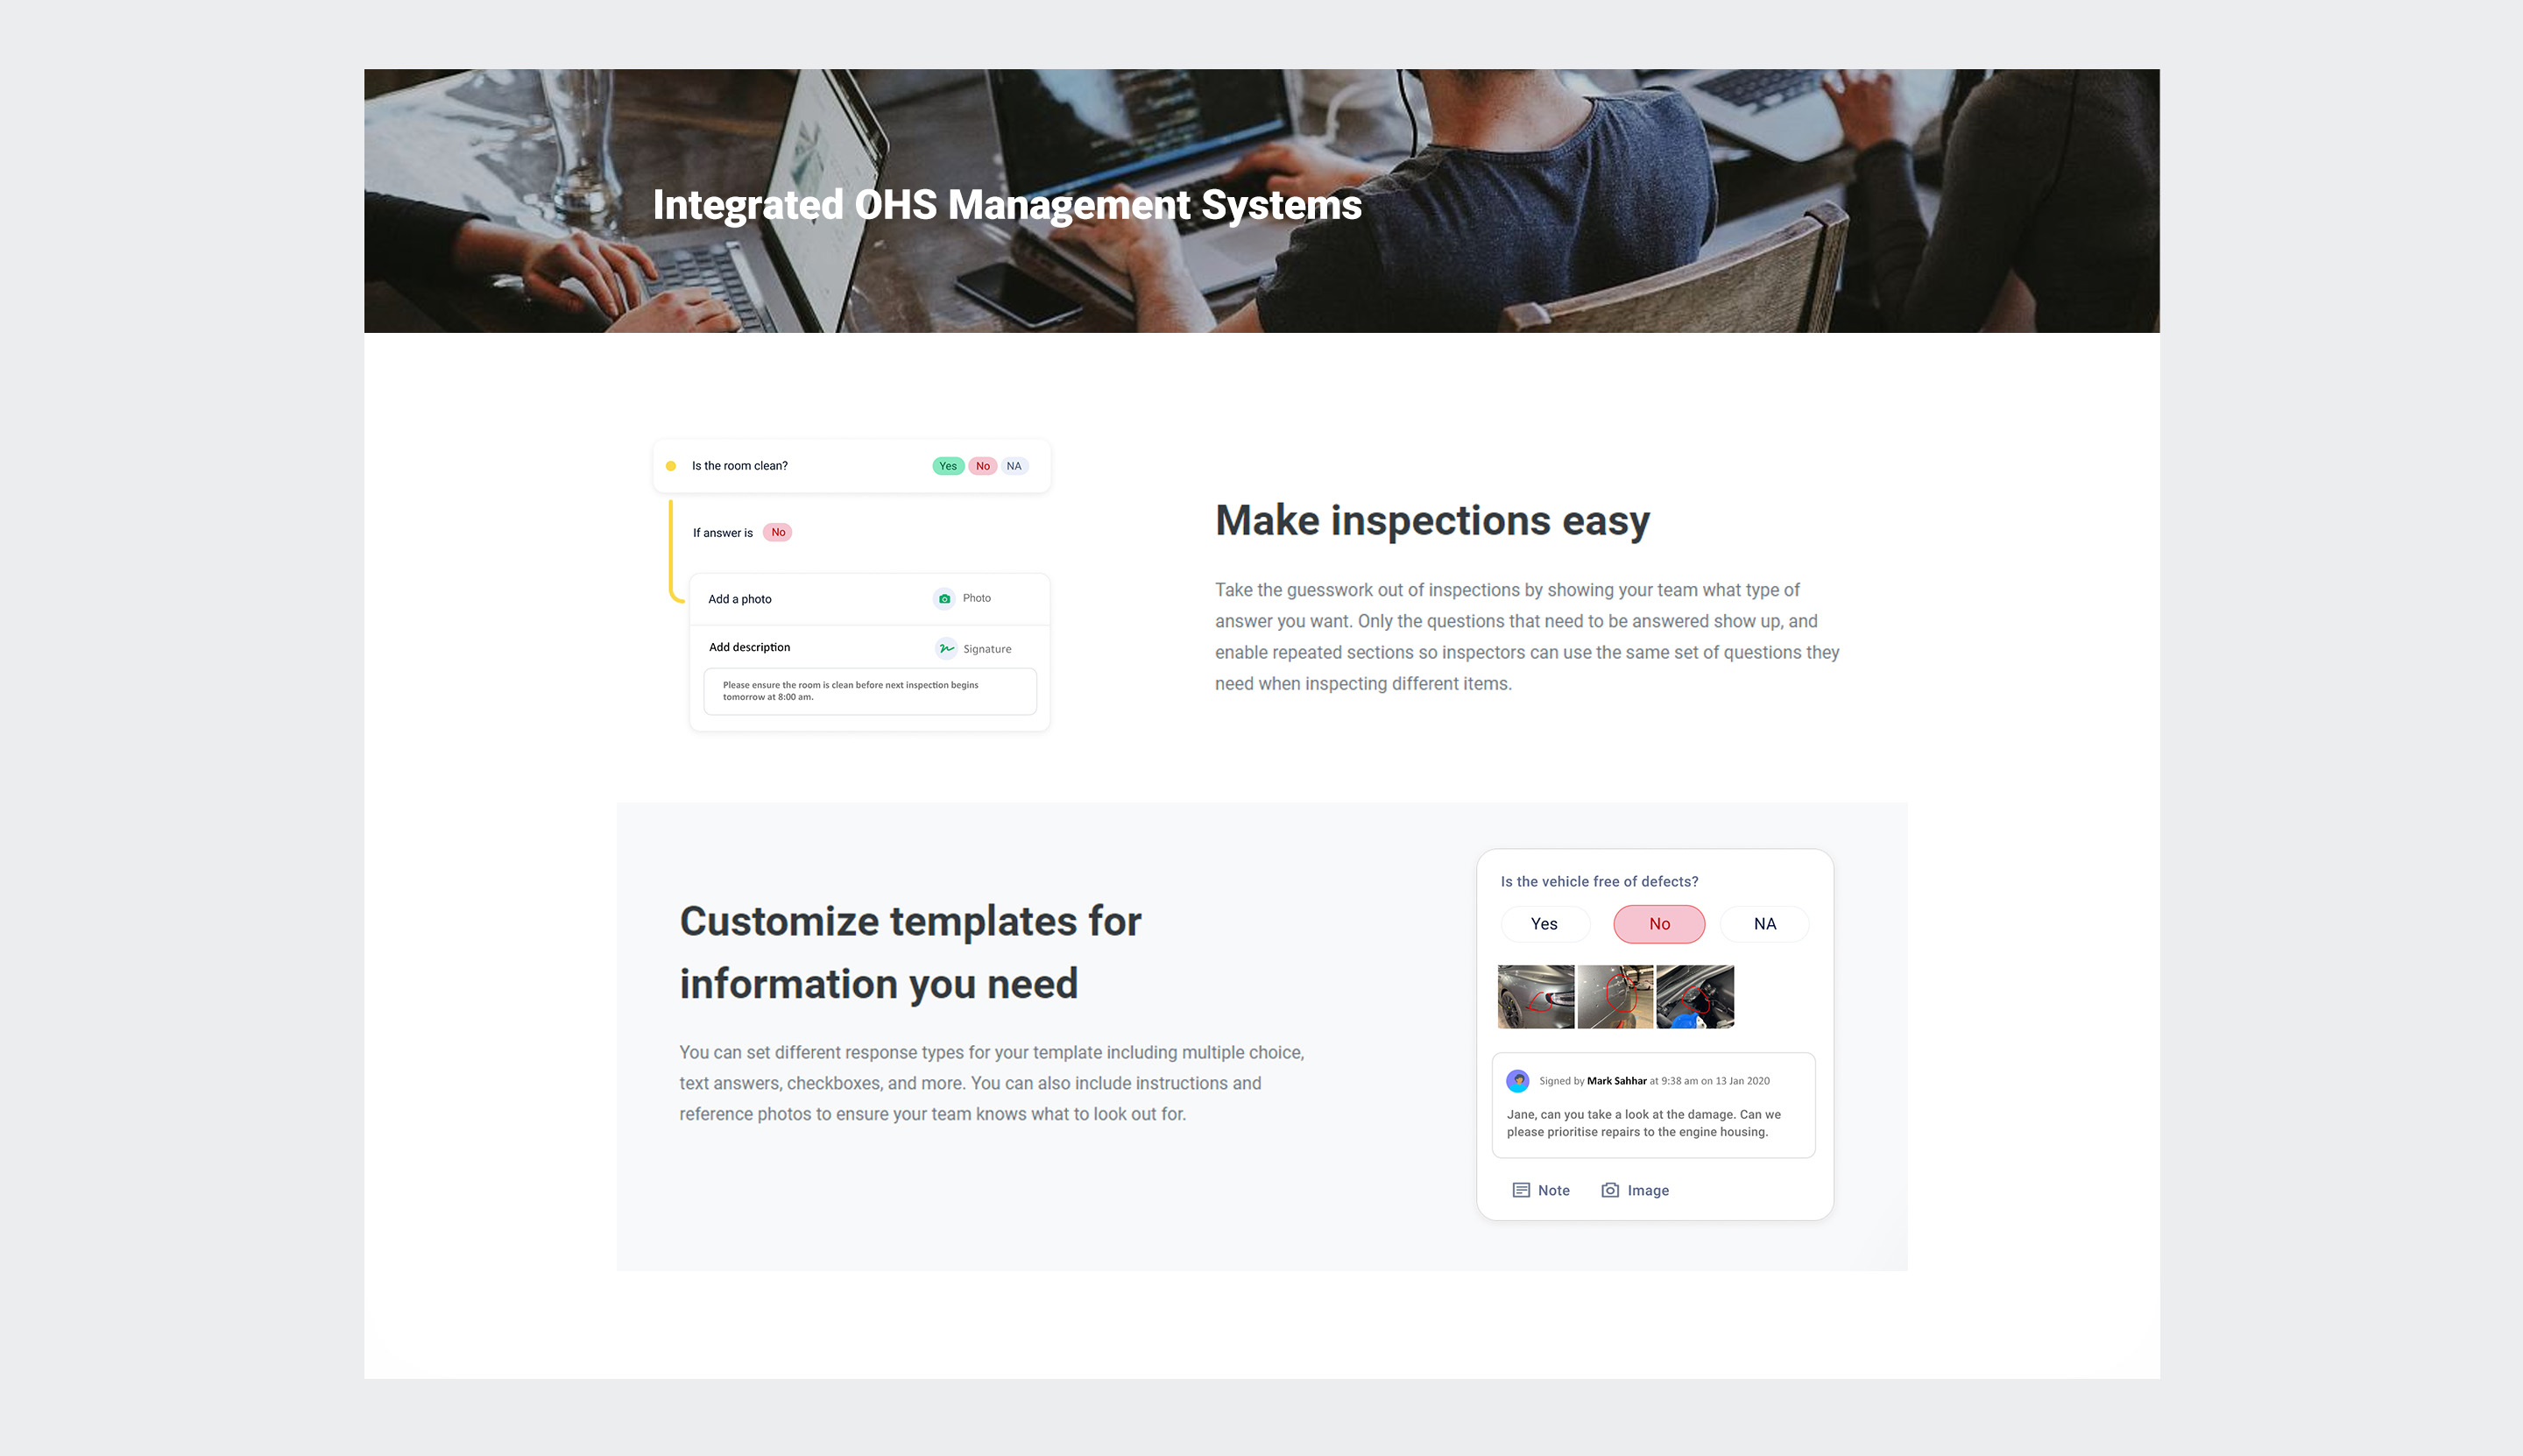 Integrated OHS Management Systems
Is the room clean?
Yes No NA
If answer is No
Add a photo
Photo
Add description
Signature
Please ensure the room is clean before next inspection begins
tomorrow at 8:00 am.
Make inspections easy
Take the guesswork out of inspections by showing your team what type of
answer you want. Only the questions that need to be answered show up, and
enable repeated sections so inspectors can use the same set of questions they
need when inspecting different items.
Customize templates for
information you need
You can set different response types for your template including multiple choice,
text answers, checkboxes, and more. You can also include instructions and
reference photos to ensure your team knows what to look out for.
Is the vehicle free of defects?
Yes No NA
Signed by Mark Sahhar at 9:38 am on 13 Jan 2020
Jane, can you take a look at the damage. Can we
please prioritise repairs to the engine housing.
Note Image